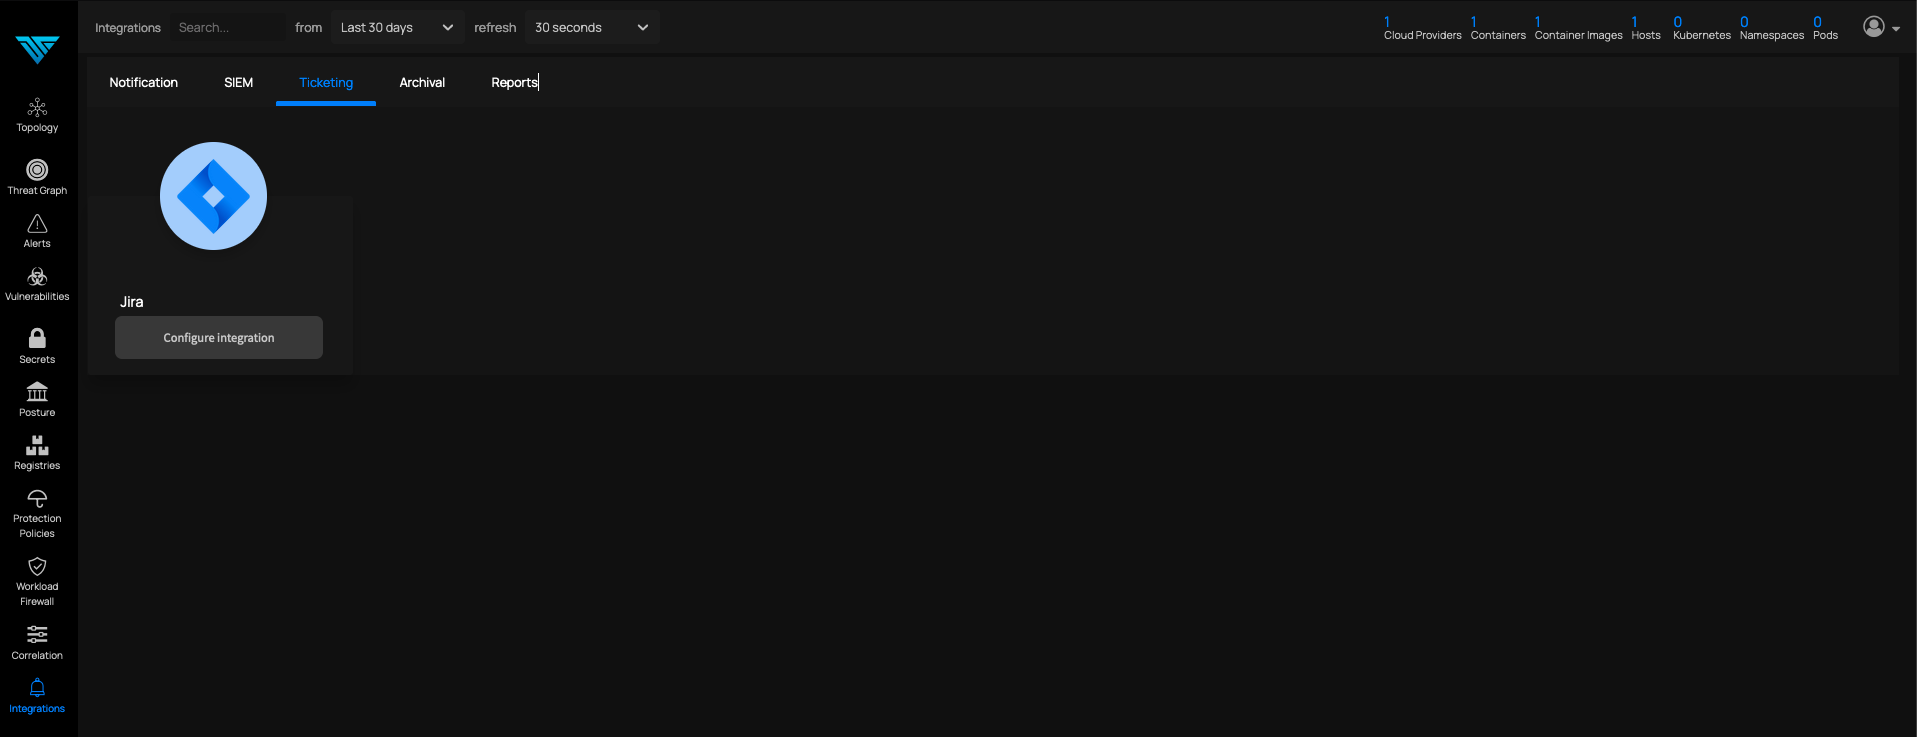 Integrations Search... from Last 30 days refresh 30 seconds
1 1 1 1 0 0 0
Cloud Providers Containers Container Images Hosts Kubernetes Namespaces Pods
Notification SIEM Ticketing Archival Reports
Topology
Threat Graph
Alerts
Vulnerabilities
Secrets
Posture
Registries
Protection
Policies
Workload
Firewall
Correlation
Integrations
Jira
Configure integration